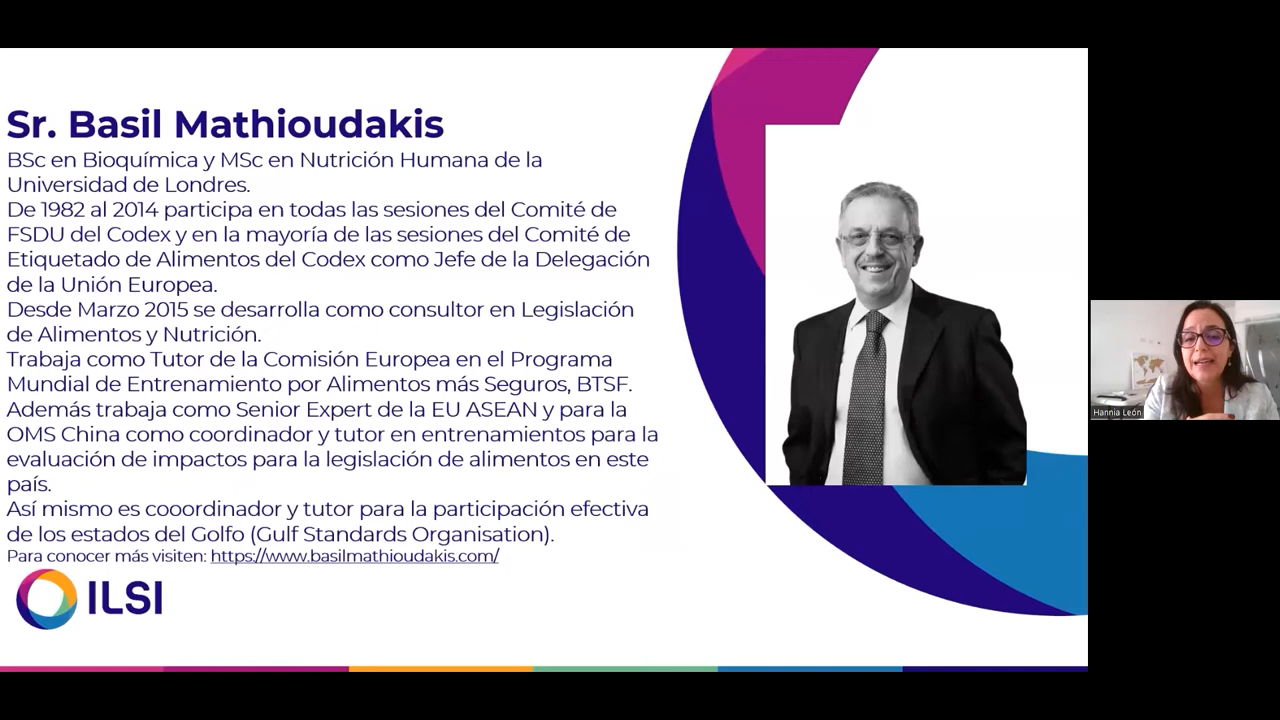 Sr. Basil Mathioudakis
BSc en Bioquímica y MSc en Nutrición Humana de la
Universidad de Londres.
De 1982 al 2014 participa en todas las sesiones del Comité de
FSDU del Codex y en la mayoría de las sesiones del Comité de
Etiquetado de Alimentos del Codex como Jefe de la Delegación
de la Unión Europea.
Desde Marzo 2015 se desarrolla como consultor en Legislación
de Alimentos y Nutrición.
Trabaja como Tutor de la Comisión Europea en el Programa
Mundial de Entrenamiento por Alimentos más Seguros, BTSF.
Además trabaja como Senior Expert de la EU ASEAN y para la
OMS China como coordinador y tutor en entrenamientos para la
evaluación de impactos para la legislación de alimentos en este
país.
Así mismo es cooordinador y tutor para la participación efectiva
de los estados del Golfo (Gulf Standards Organisation).
Para conocer más visiten: https://www.basilmathioudakis.com/
ILSI
Hannia León